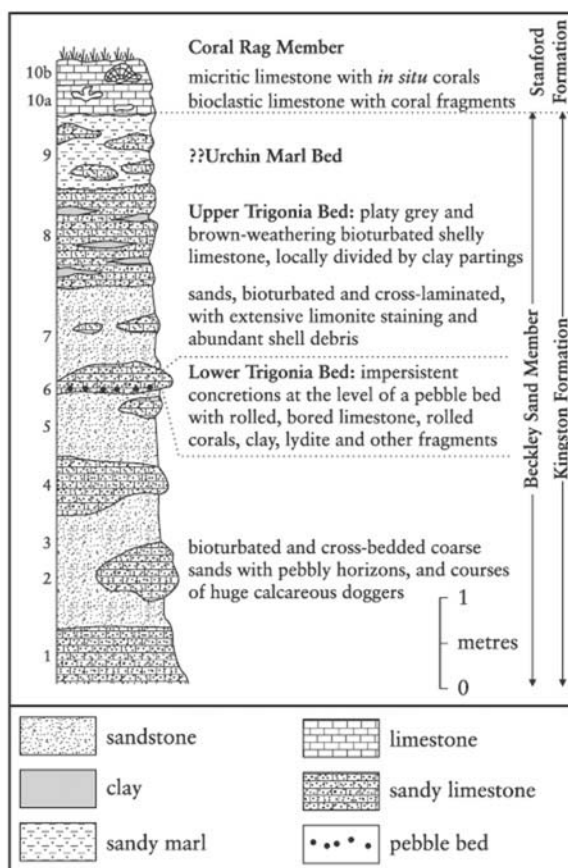 Coral Rag Member
micritic limestone with in situ corals
bioclastic limestone with coral fragments
Stanford
Formation
10b
10a
9
??Urchin Marl Bed
8
Upper Trigonia Bed: platy grey and
brown-weathering bioturbated shelly
limestone, locally divided by clay partings
7
sands, bioturbated and cross-laminated,
with extensive limonite staining and
abundant shell debris
6
Lower Trigonia Bed: impersistent
concretions at the level of a pebble bed
with rolled, bored limestone, rolled
corals, clay, lydite and other fragments
5
4
3
2
bioturbated and cross-bedded coarse
sands with pebbly horizons, and courses
of huge calcareous doggers
1
Beckley Sand Member
Kingston Formation
1
metres
0
sandstone
limestone
clay
sandy limestone
sandy marl
pebble bed